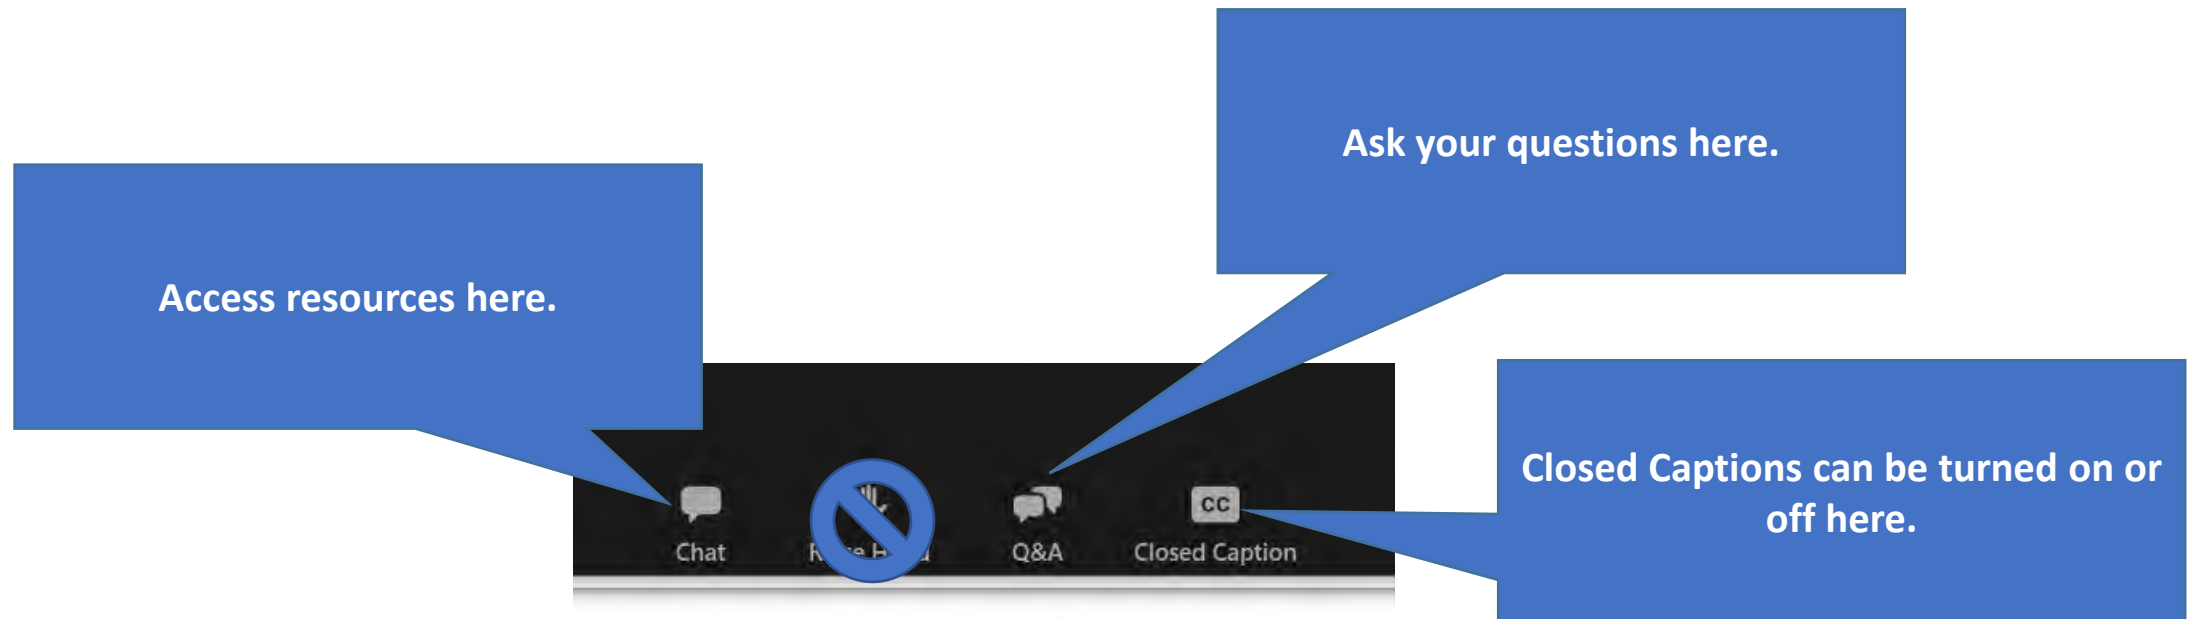 Ask your questions here.
Access resources here.
Closed Captions can be turned on or
off here.
CC
Chat
Q&A
Closed Caption